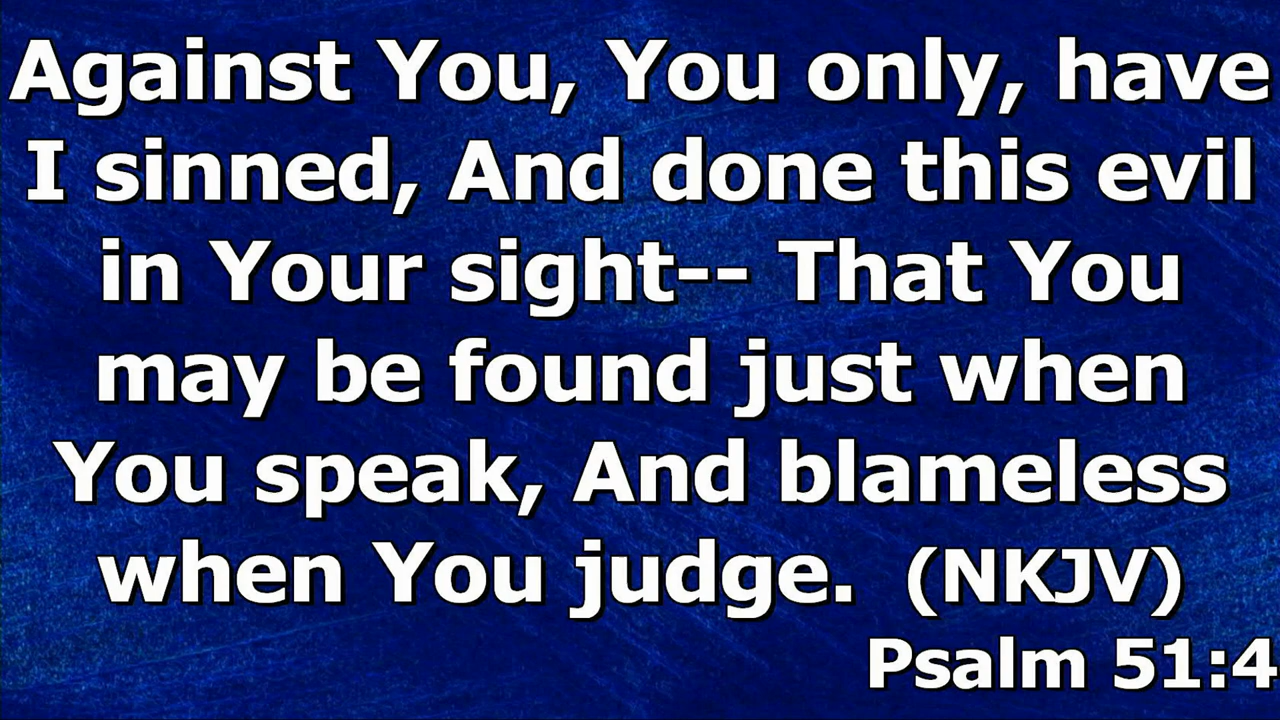 Against You, You only, have
I sinned, And done this evil
in Your sight-- That You
may be found just when
You speak, And blameless
when You judge. (NKJV)
Psalm 51:4